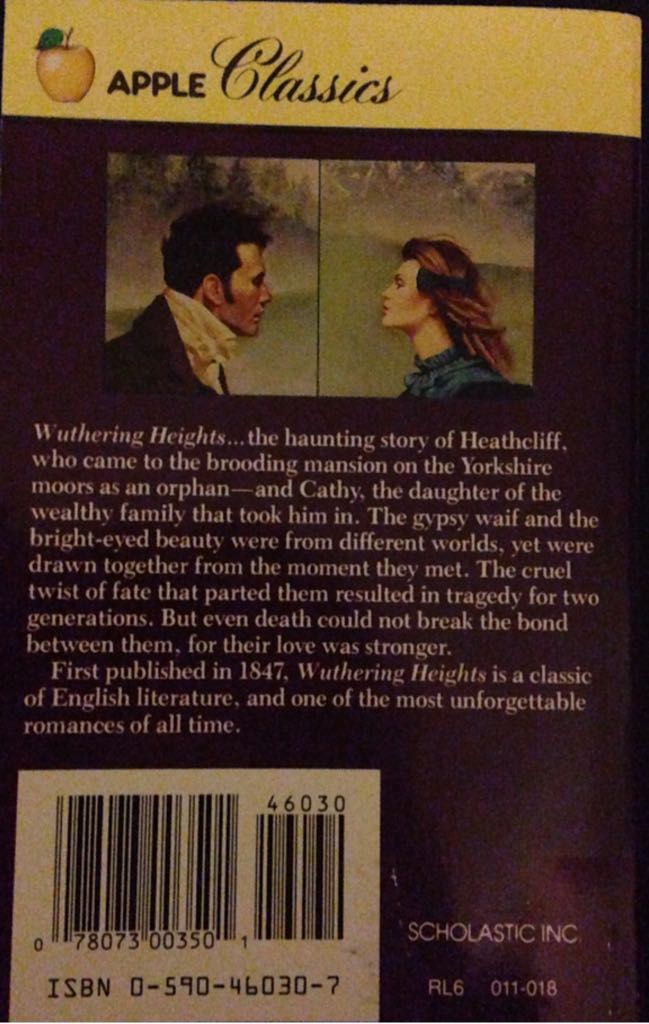 APPLE Classics
Wuthering Heights...the haunting story of Heathcliff,
who came to the brooding mansion on the Yorkshire
moors as an orphan—and Cathy, the daughter of the
wealthy family that took him in. The gypsy waif and the
bright-eyed beauty were from different worlds, yet were
drawn together from the moment they met. The cruel
twist of fate that parted them resulted in tragedy for two
generations. But even death could not break the bond
between them, for their love was stronger.
First published in 1847, Wuthering Heights is a classic
of English literature, and one of the most unforgettable
romances of all time.
46030
0 78073 00350 1
ISBN 0-590-46030-7
SCHOLASTIC INC.
RL6 011-018